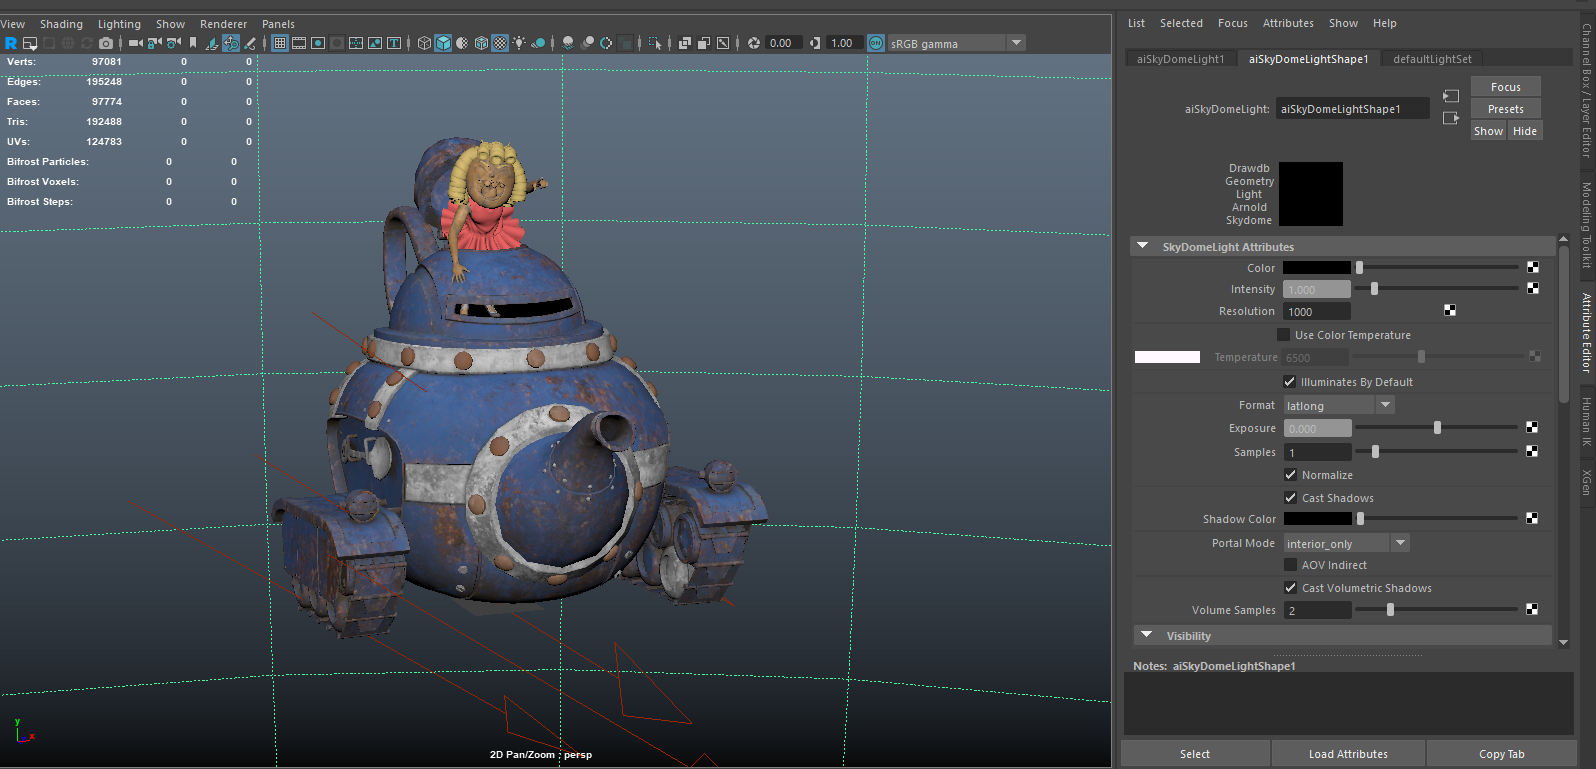 View Shading Lighting Show Renderer Panels
R 0.00 1.00 ON sRGB gamma
Verts: 97081 0 0
Edges: 195248 0 0
Faces: 97774 0 0
Tris: 192488 0 0
UVs: 124783 0 0
Bifrost Particles: 0 0
Bifrost Voxels: 0 0
Bifrost Steps: 0 0
y
x
2D Pan/Zoom : persp
List Selected Focus Attributes Show Help
aiSkyDomeLight1 aiSkyDomeLightShape1 defaultLightSet
Focus
aiSkyDomeLight: aiSkyDomeLightShape1 Presets
Show Hide
Drawdb
Geometry
Light
Arnold
Skydome
SkyDomeLight Attributes
Color
Intensity 1.000
Resolution 1000
Use Color Temperature
Temperature 6500
Illuminates By Default
Format latlong
Exposure 0.000
Samples 1
Normalize
Cast Shadows
Shadow Color
Portal Mode interior_only
AOV Indirect
Cast Volumetric Shadows
Volume Samples 2
Visibility
Notes: aiSkyDomeLightShape1
Select Load Attributes Copy Tab
Channel Box / Layer Editor
Modeling Toolkit
Attribute Editor
Human IK
XGen